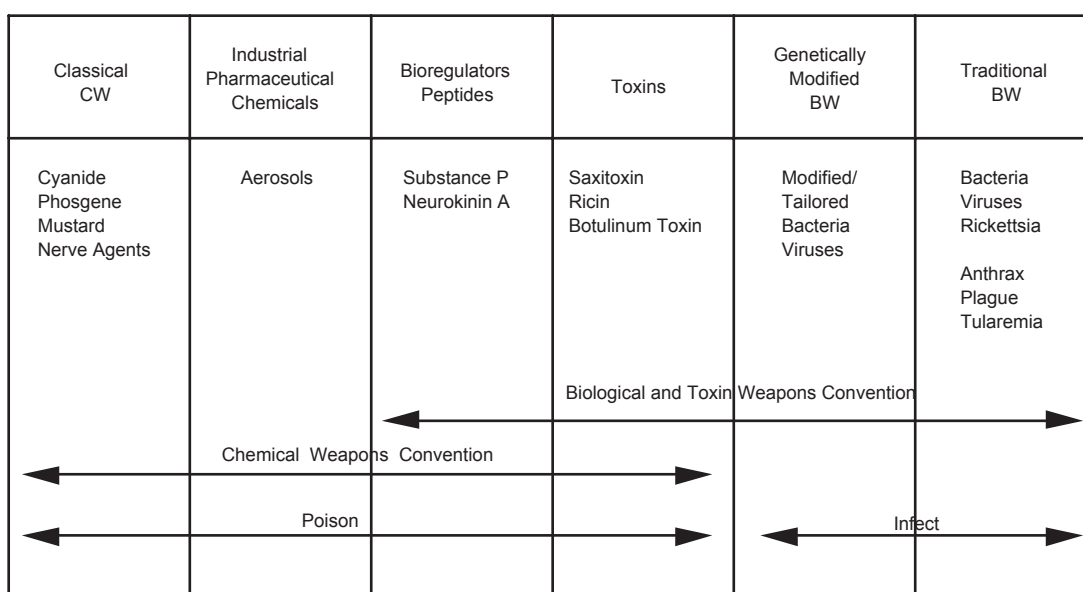 Classical
CW
Industrial
Pharmaceutical
Chemicals
Bioregulators
Peptides
Toxins
Genetically
Modified
BW
Traditional
BW
Cyanide
Phosgene
Mustard
Nerve Agents
Aerosols
Substance P
Neurokinin A
Saxitoxin
Ricin
Botulinum Toxin
Modified/
Tailored
Bacteria
Viruses
Bacteria
Viruses
Rickettsia
Anthrax
Plague
Tularemia
Biological and Toxin Weapons Convention
Chemical Weapons Convention
Poison
Infect